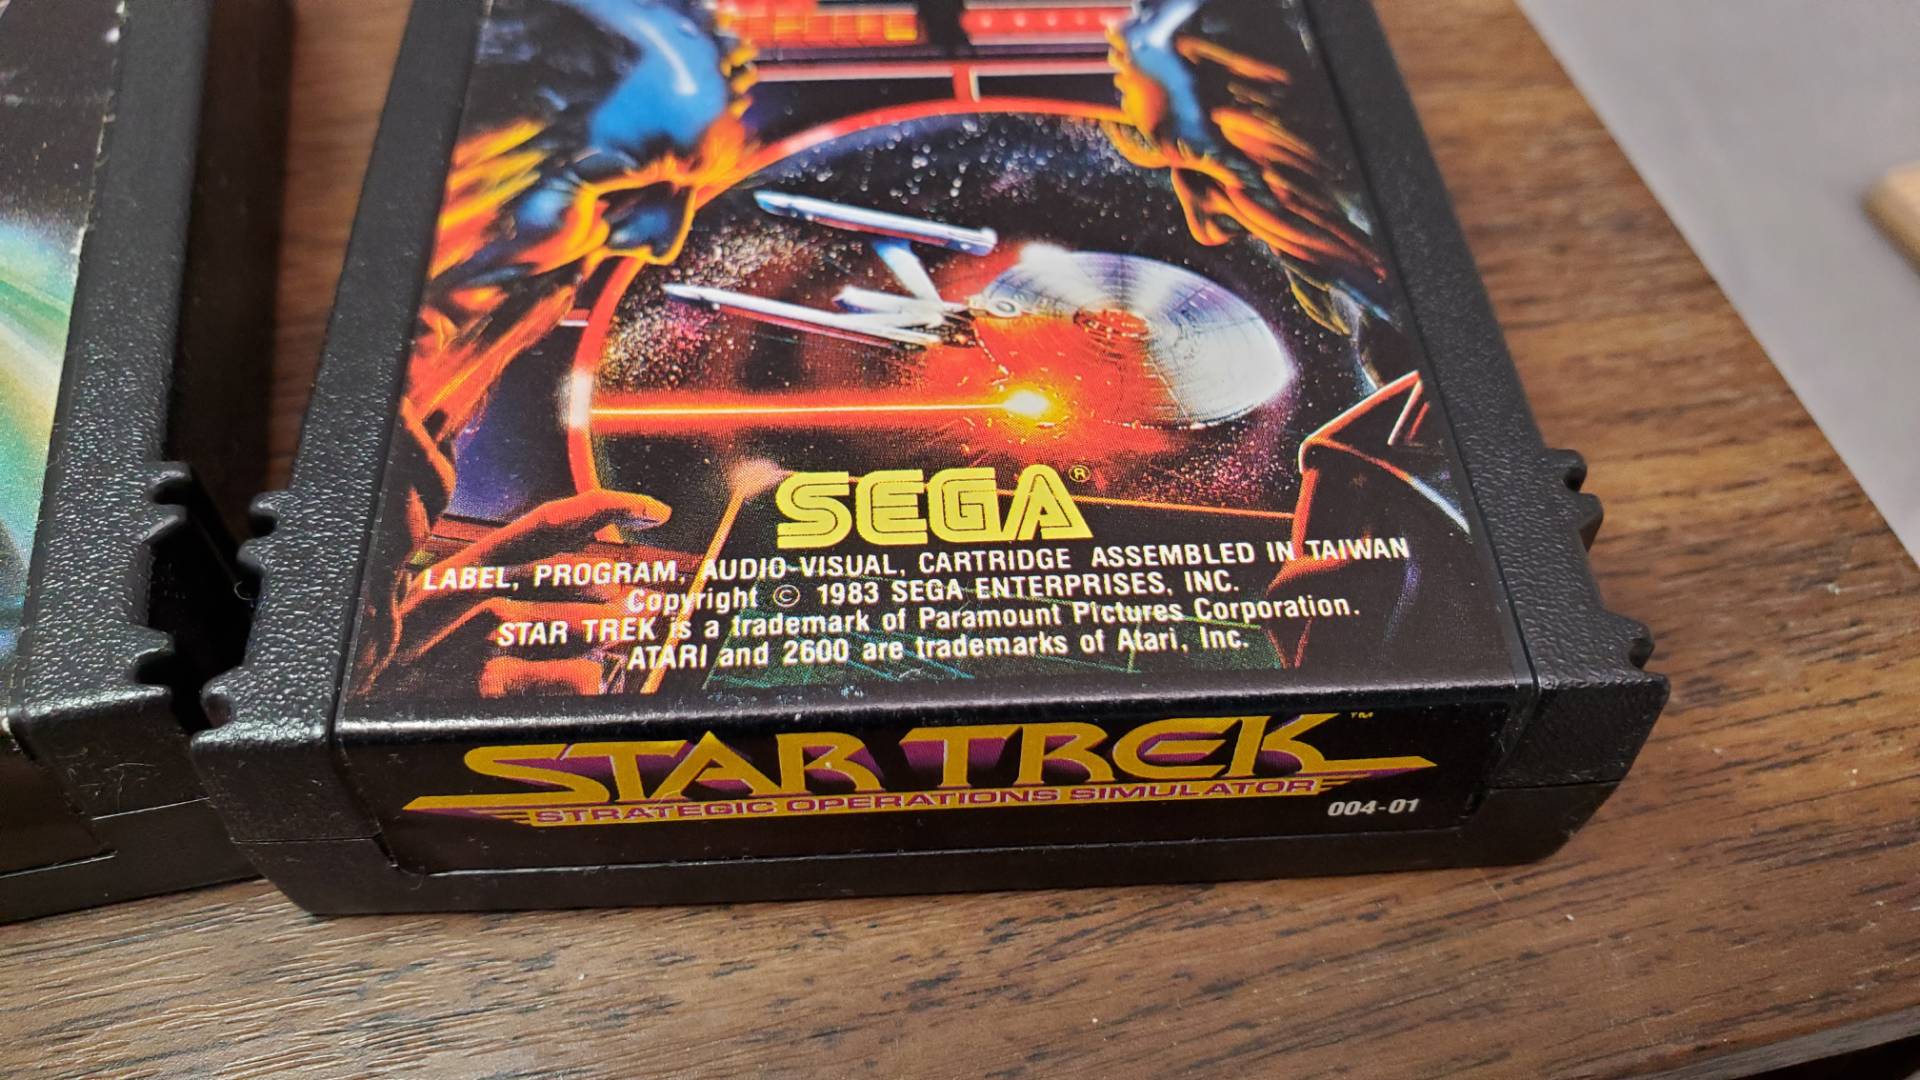 SEGA®
LABEL, PROGRAM, AUDIO-VISUAL, CARTRIDGE ASSEMBLED IN TAIWAN
Copyright © 1983 SEGA ENTERPRISES, INC.
STAR TREK is a trademark of Paramount Pictures Corporation.
ATARI and 2600 are trademarks of Atari, Inc.
STAR TREK™
STRATEGIC OPERATIONS SIMULATOR
004-01